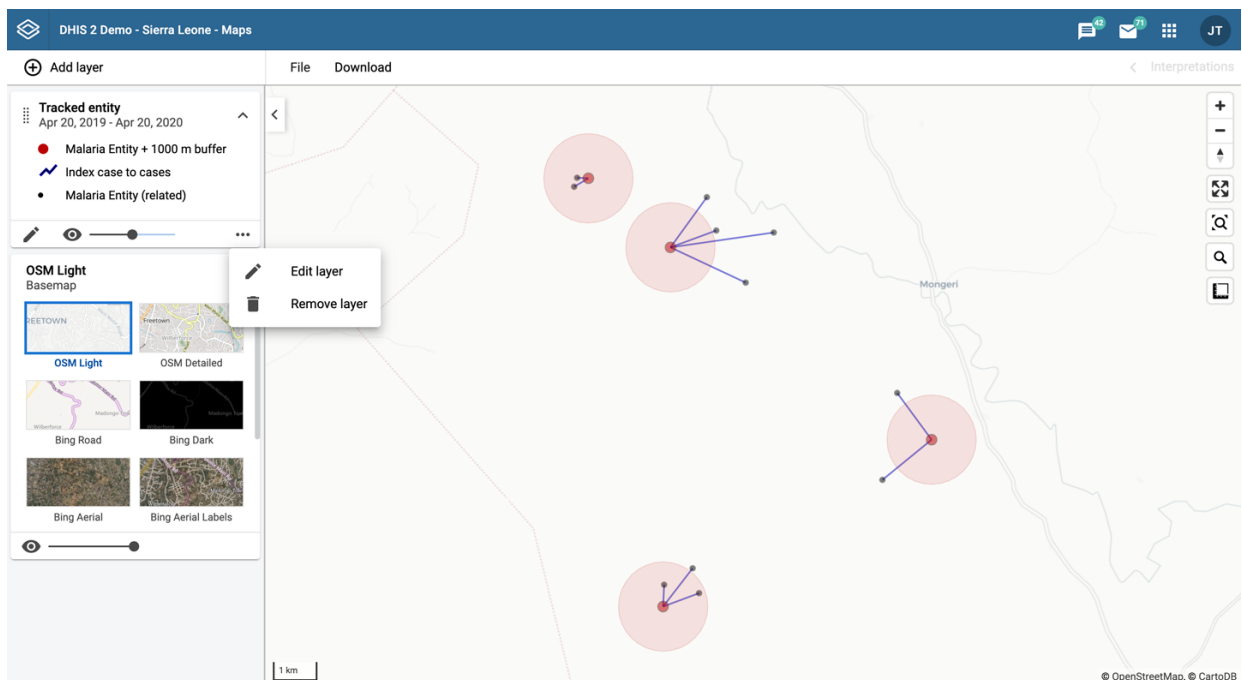 DHIS 2 Demo - Sierra Leone - Maps
42
71
JT
Add layer
File
Download
Interpretations
Tracked entity
Apr 20, 2019 - Apr 20, 2020
Malaria Entity + 1000 m buffer
Index case to cases
Malaria Entity (related)
Edit layer
Remove layer
OSM Light
Basemap
REETOWN
Freetown
Wilberforce
OSM Light
OSM Detailed
Wilberforce
Bing Road
Bing Dark
Bing Aerial
Bing Aerial Labels
Mongeri
1 km
© OpenStreetMap, © CartoDB